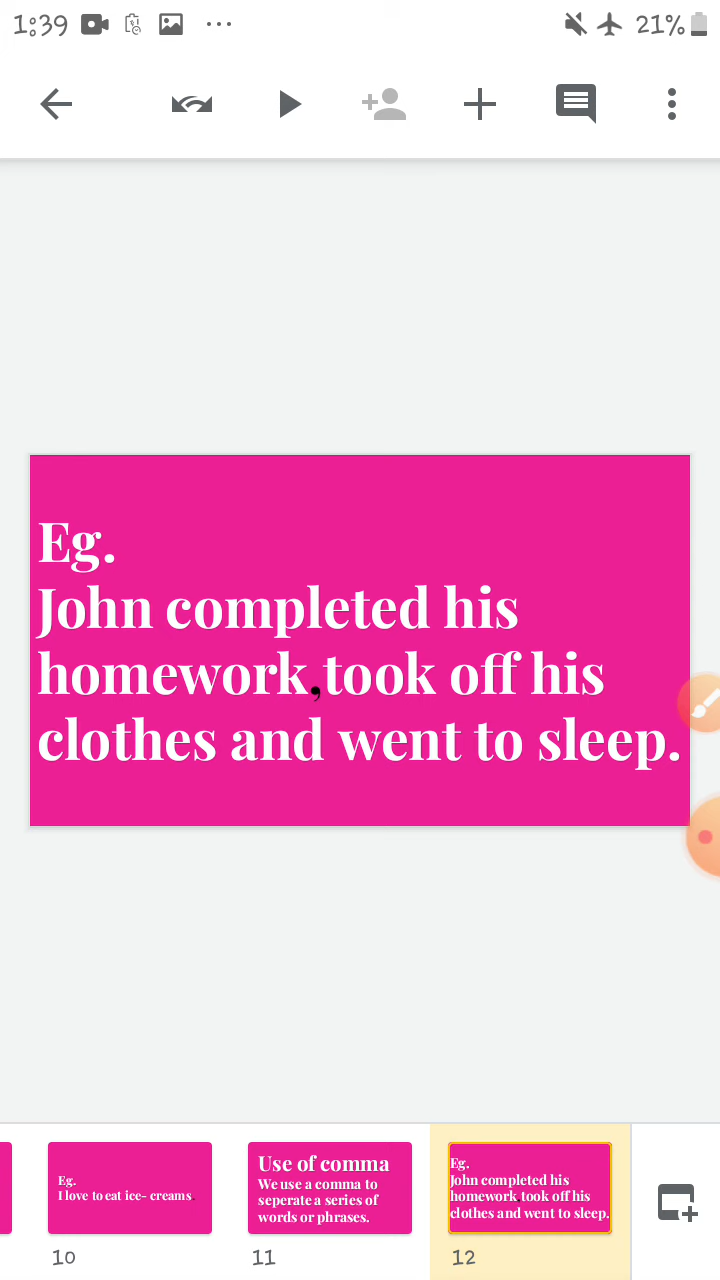 1:39
21%
Eg.
John completed his
homework,took off his
clothes and went to sleep.
Eg.
I love to eat ice- creams
10
Use of comma
We use a comma to
seperate a series of
words or phrases.
11
Eg.
John completed his
homework,took off his
clothes and went to sleep.
12